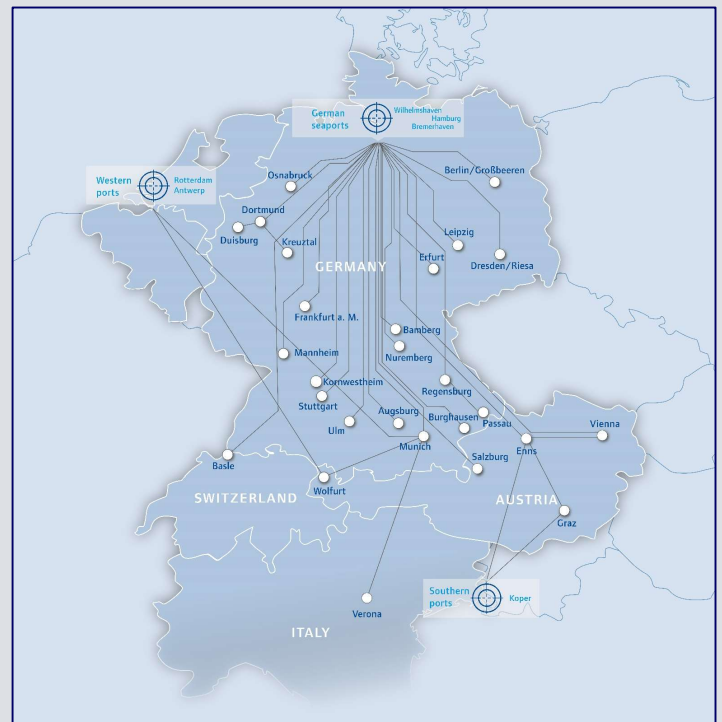 German
seaports
Wilhelmshaven
Hamburg
Bremerhaven
Western
ports
Rotterdam
Antwerp
Osnabruck
Berlin/Großbeeren
Dortmund
Duisburg
Kreuztal
Leipzig
Erfurt
Dresden/Riesa
GERMANY
Frankfurt a. M.
Bamberg
Nuremberg
Mannheim
Kornwestheim
Stuttgart
Regensburg
Augsburg
Burghausen
Passau
Vienna
Ulm
Munich
Enns
Basle
Salzburg
Wolfurt
SWITZERLAND
AUSTRIA
Graz
Southern
ports
Koper
Verona
ITALY